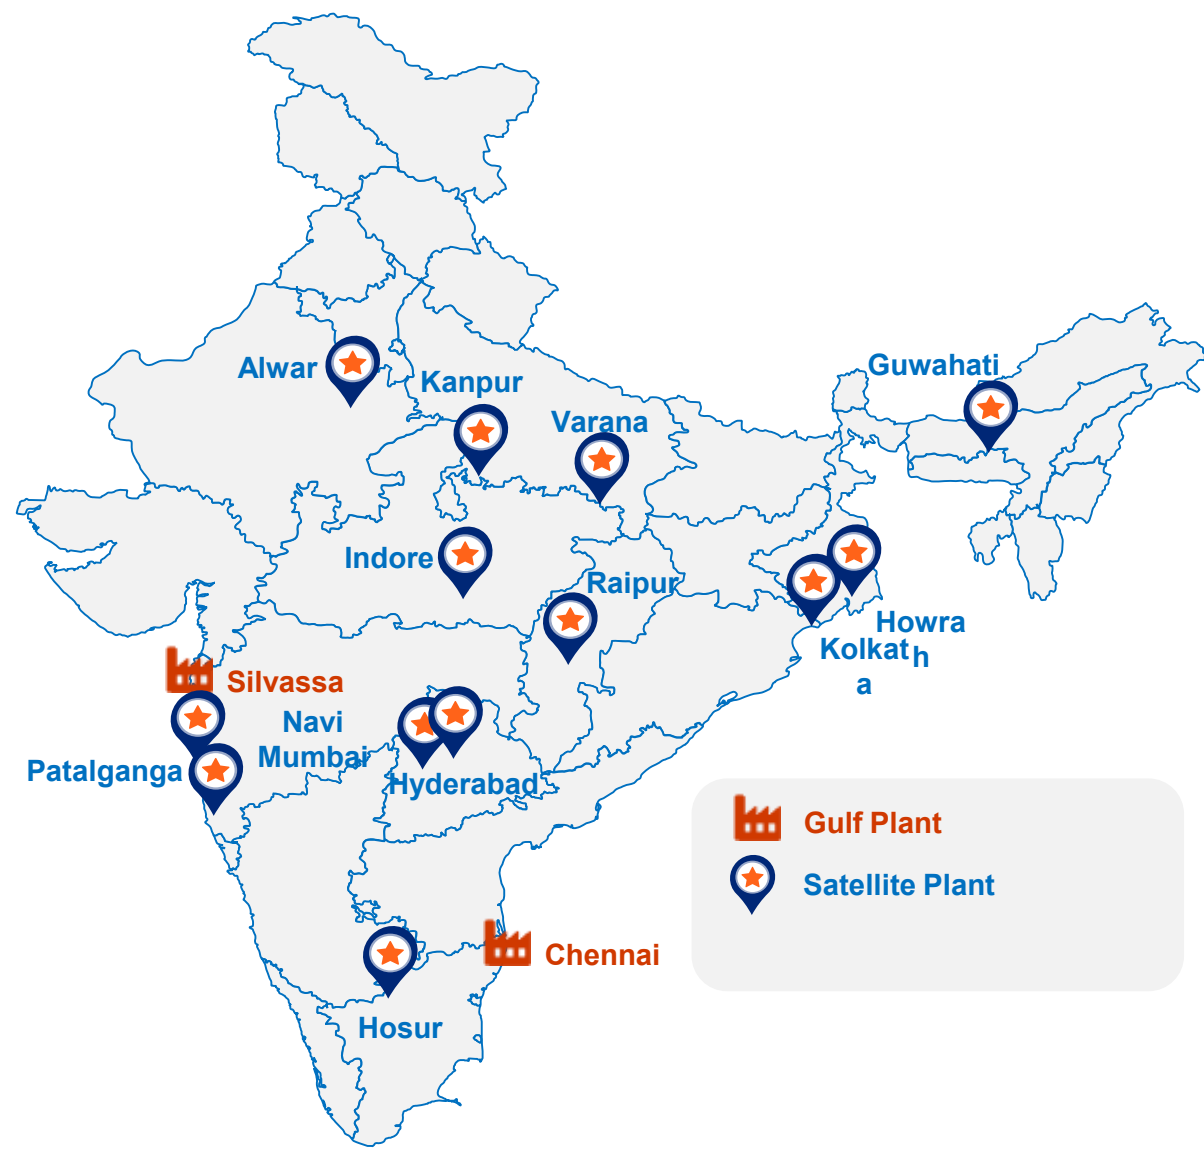 Alwar
Kanpur
Guwahati
Varana
Indore
Raipur
Howra
h
Kolkat
a
Silvassa
Navi
Mumbai
Patalganga
Hyderabad
Gulf Plant
Satellite Plant
Chennai
Hosur